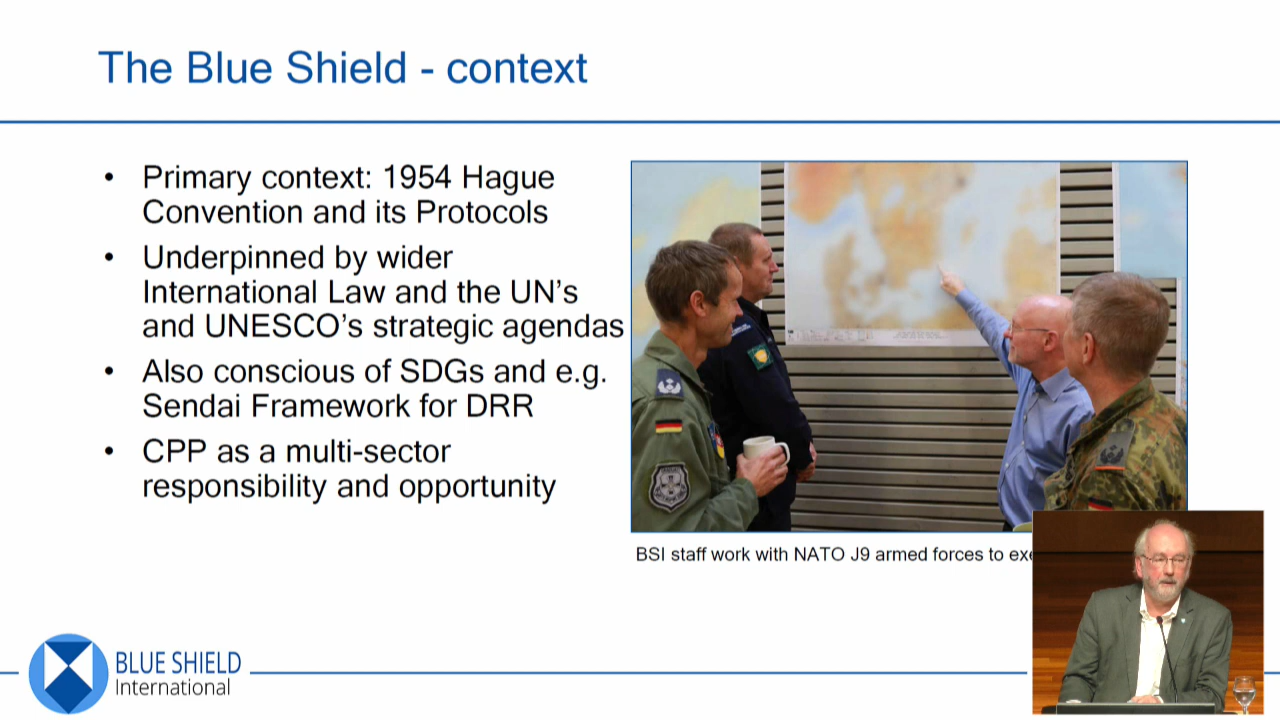 The Blue Shield - context
• Primary context: 1954 Hague
Convention and its Protocols
• Underpinned by wider
International Law and the UN’s
and UNESCO’s strategic agendas
• Also conscious of SDGs and e.g.
Sendai Framework for DRR
• CPP as a multi-sector
responsibility and opportunity
BSI staff work with NATO J9 armed forces to
BLUE SHIELD
International